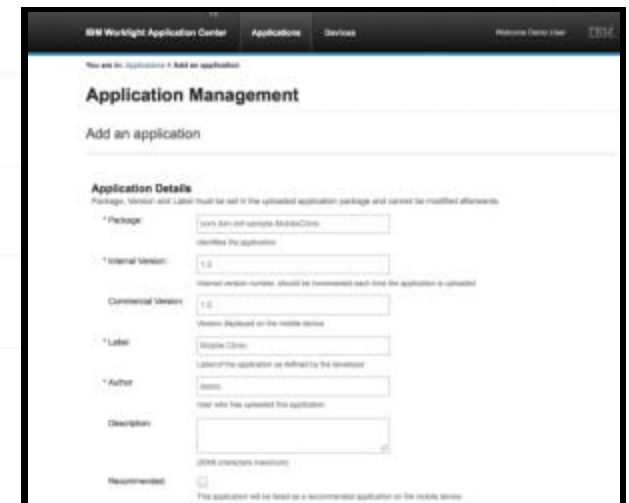 IBM Worklight Application Center Applications Devices Welcome Demo User IBM
You are in: Applications > Add an application
Application Management
Add an application
Application Details
Package, Version and Label must be set in the uploaded application package and cannot be modified afterwards.
* Package:
Identifies the application
* Internal Version: 1.0
Internal version number, should be incremented each time the application is uploaded
Commercial Version: 1.0
Version displayed on the mobile device
* Label: Mobile Clinic
Label of the application as defined by the developer
* Author: demo
User who has uploaded this application
Description:
(2048 characters maximum)
Recommended:
This application will be listed as a recommended application on the mobile device